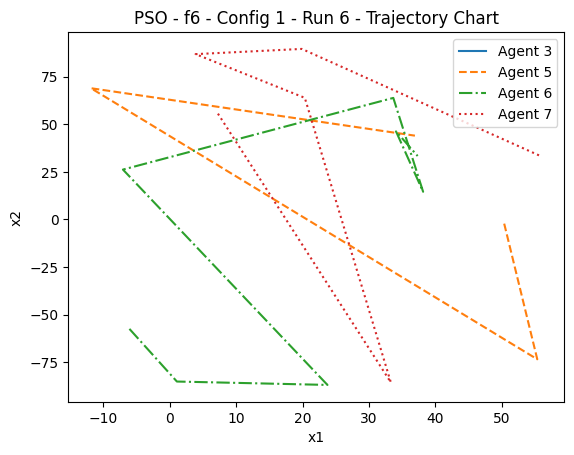 PSO - f6 - Config 1 - Run 6 - Trajectory Chart
Agent 3
Agent 5
Agent 6
Agent 7
75
50
25
0
−25
−50
−75
x2
−10
0
10
20
30
40
50
x1